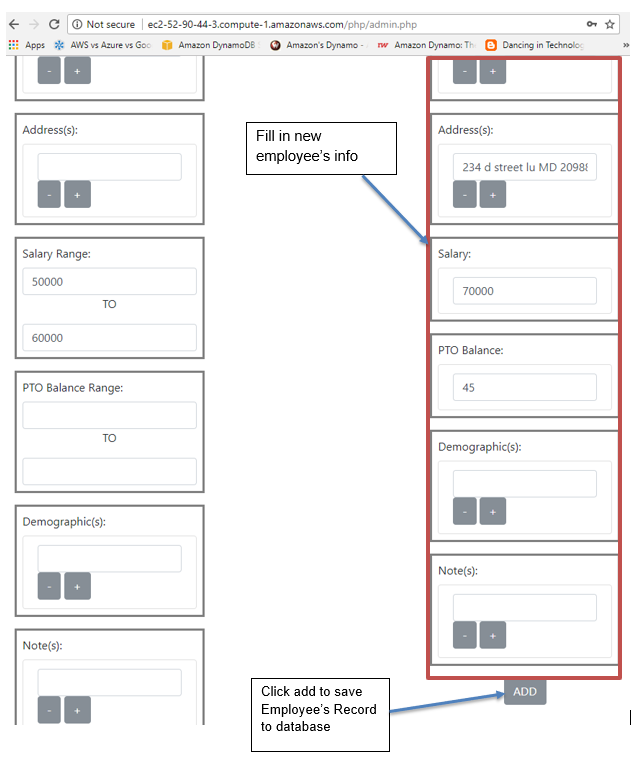 Not secure | ec2-52-90-44-3.compute-1.amazonaws.com/php/admin.php
Apps AWS vs Azure vs Goo Amazon DynamoDB Amazon's Dynamo - Amazon Dynamo: Th Dancing in Technolog »
- +
Address(s):
- +
Salary Range:
50000
TO
60000
PTO Balance Range:
TO
Demographic(s):
- +
Note(s):
- +
Fill in new
employee's info
- +
Address(s):
234 d street lu MD 2098
- +
Salary:
70000
PTO Balance:
45
Demographic(s):
- +
Note(s):
- +
ADD
Click add to save
Employee's Record
to database